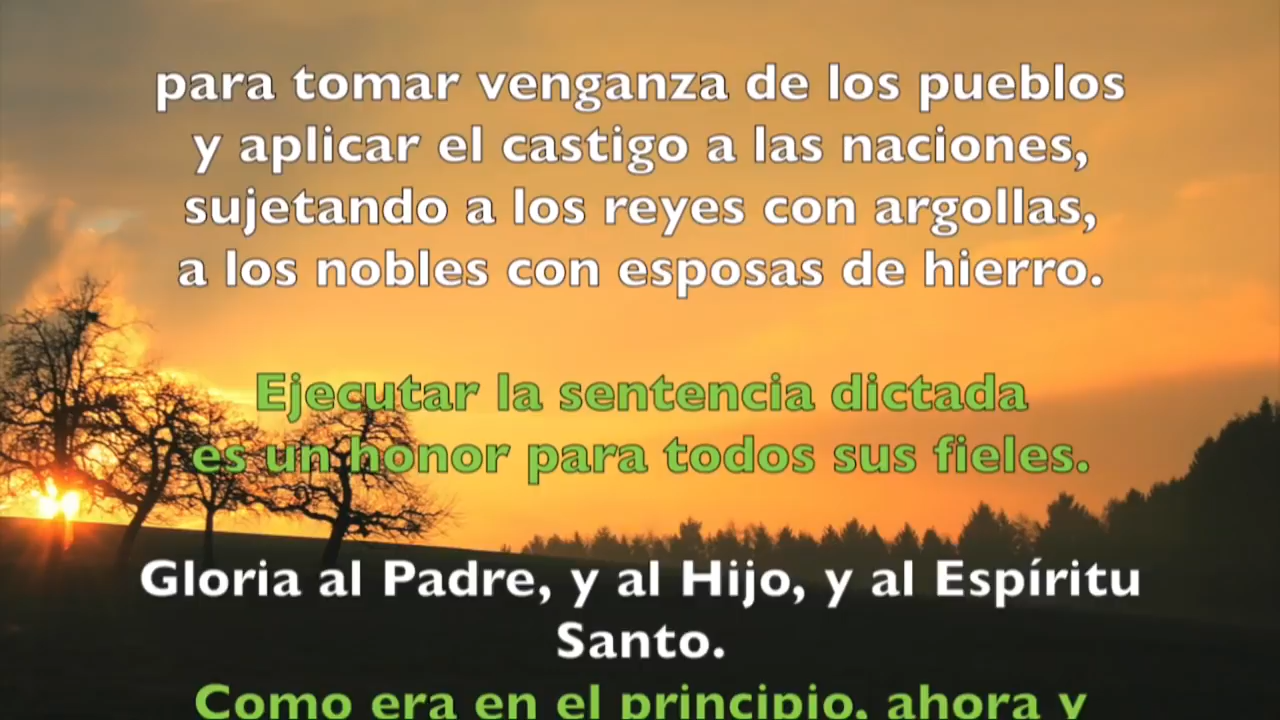 para tomar venganza de los pueblos
y aplicar el castigo a las naciones,
sujetando a los reyes con argollas,
a los nobles con esposas de hierro.
Ejecutar la sentencia dictada
es un honor para todos sus fieles.
Gloria al Padre, y al Hijo, y al Espíritu
Santo.
Como era en el principio, ahora y